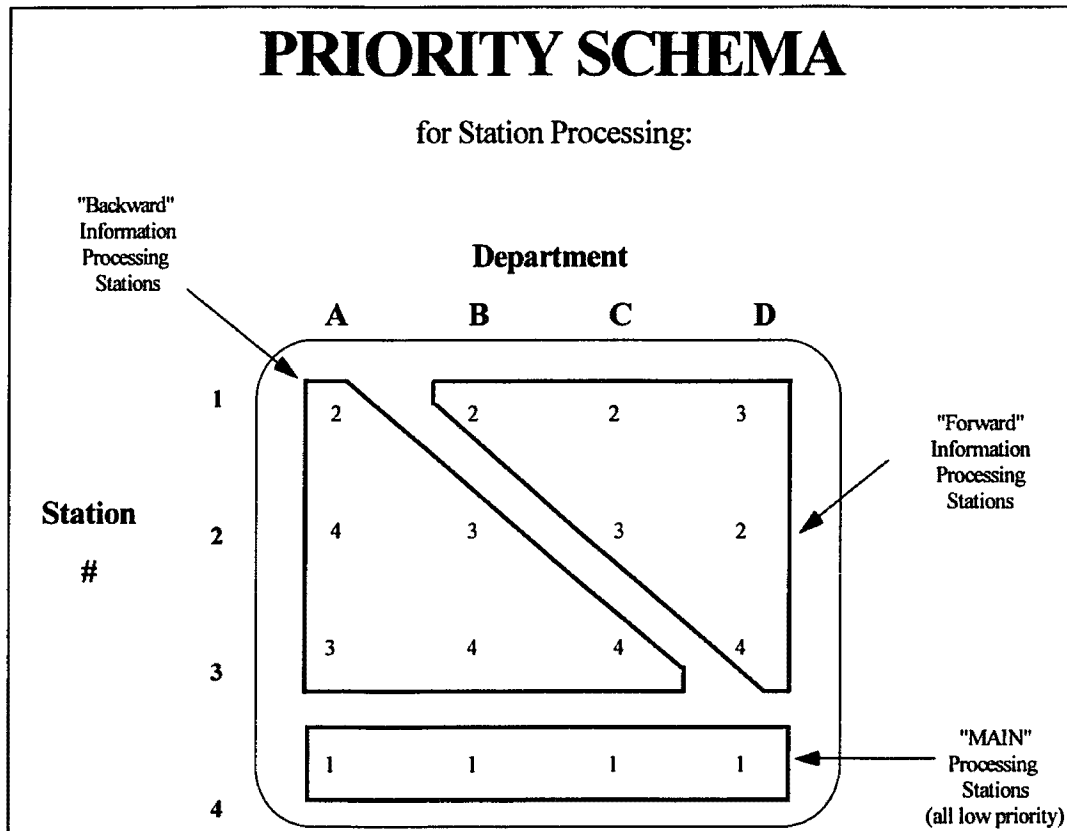 PRIORITY SCHEMA
for Station Processing:
"Backward"
Information
Processing
Stations
Department
A B C D
1 2 2 2 3
"Forward"
Information
Processing
Stations
Station
#
2 4 3 3 2
3 3 4 4 4
"MAIN"
Processing
Stations
(all low priority)
4 1 1 1 1